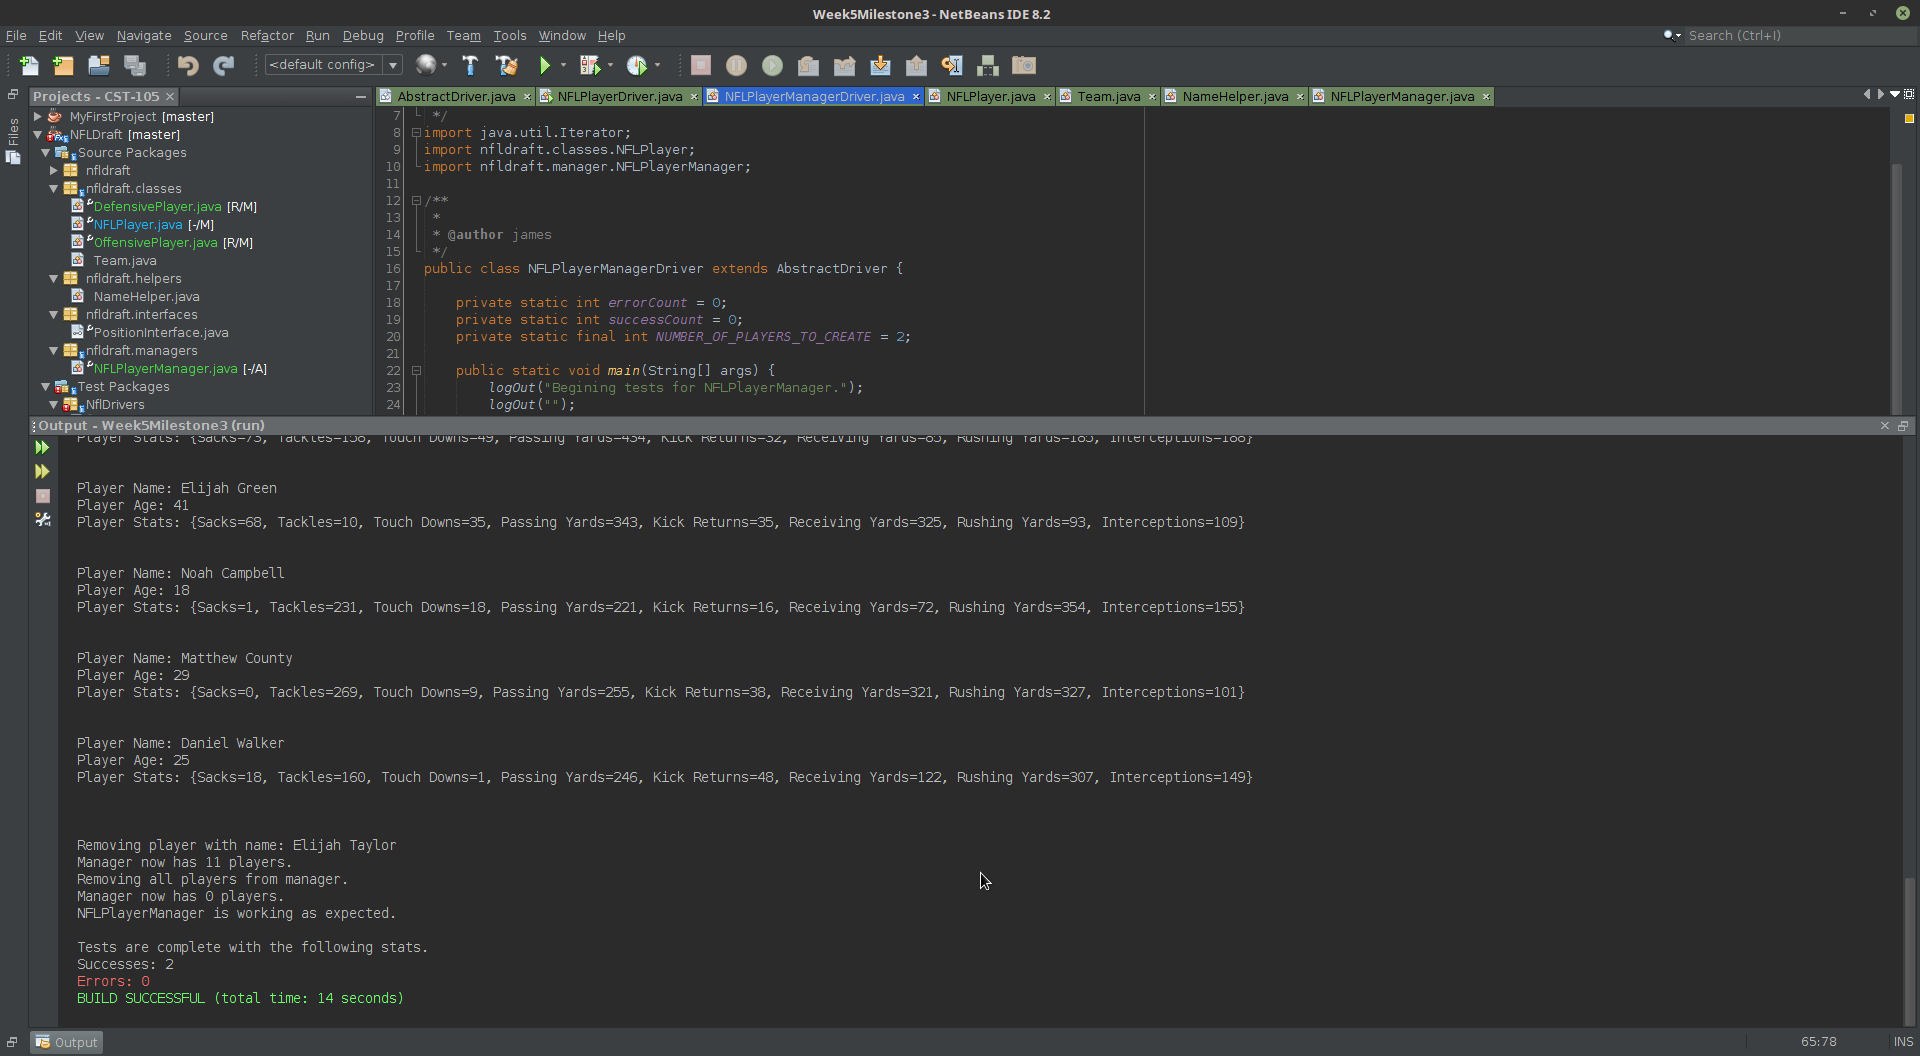 Week5Milestone3 - NetBeans IDE 8.2
File Edit View Navigate Source Refactor Run Debug Profile Team Tools Window Help
Search (Ctrl+I)
<default config>
Files
Projects - CST-105
MyFirstProject [master]
NFLDraft [master]
Source Packages
nfldraft
nfldraft.classes
DefensivePlayer.java [R/M]
NFLPlayer.java [-/M]
OffensivePlayer.java [R/M]
Team.java
nfldraft.helpers
NameHelper.java
nfldraft.interfaces
PositionInterface.java
nfldraft.managers
NFLPlayerManager.java [-/A]
Test Packages
NflDrivers
AbstractDriver.java NFLPlayerDriver.java NFLPlayerManagerDriver.java NFLPlayer.java Team.java NameHelper.java NFLPlayerManager.java
7 */
8 import java.util.Iterator;
9 import nfldraft.classes.NFLPlayer;
10 import nfldraft.manager.NFLPlayerManager;
11
12 /**
13 *
14 * @author james
15 */
16 public class NFLPlayerManagerDriver extends AbstractDriver {
17
18 private static int errorCount = 0;
19 private static int successCount = 0;
20 private static final int NUMBER_OF_PLAYERS_TO_CREATE = 2;
21
22 public static void main(String[] args) {
23 logOut("Begining tests for NFLPlayerManager.");
24 logOut("");
Output - Week5Milestone3 (run)
Player Stats: {Sacks=73, Tackles=158, Touch Downs=49, Passing Yards=434, Kick Returns=32, Receiving Yards=85, Rushing Yards=185, Interceptions=188}
Player Name: Elijah Green
Player Age: 41
Player Stats: {Sacks=68, Tackles=10, Touch Downs=35, Passing Yards=343, Kick Returns=35, Receiving Yards=325, Rushing Yards=93, Interceptions=109}
Player Name: Noah Campbell
Player Age: 18
Player Stats: {Sacks=1, Tackles=231, Touch Downs=18, Passing Yards=221, Kick Returns=16, Receiving Yards=72, Rushing Yards=354, Interceptions=155}
Player Name: Matthew County
Player Age: 29
Player Stats: {Sacks=0, Tackles=269, Touch Downs=9, Passing Yards=255, Kick Returns=38, Receiving Yards=321, Rushing Yards=327, Interceptions=101}
Player Name: Daniel Walker
Player Age: 25
Player Stats: {Sacks=18, Tackles=160, Touch Downs=1, Passing Yards=246, Kick Returns=48, Receiving Yards=122, Rushing Yards=307, Interceptions=149}
Removing player with name: Elijah Taylor
Manager now has 11 players.
Removing all players from manager.
Manager now has 0 players.
NFLPlayerManager is working as expected.
Tests are complete with the following stats.
Successes: 2
Errors: 0
BUILD SUCCESSFUL (total time: 14 seconds)
Output
65:78 INS